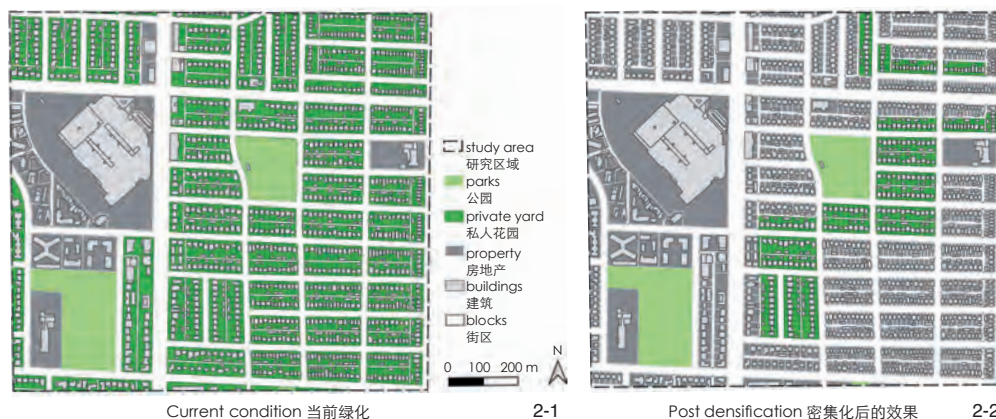 study area
研究区域
parks
公园
private yard
私人花园
property
房地产
buildings
建筑
blocks
街区
N
0 100 200 m
Current condition 当前绿化
2-1
Post densification 密集化后的效果
2-2